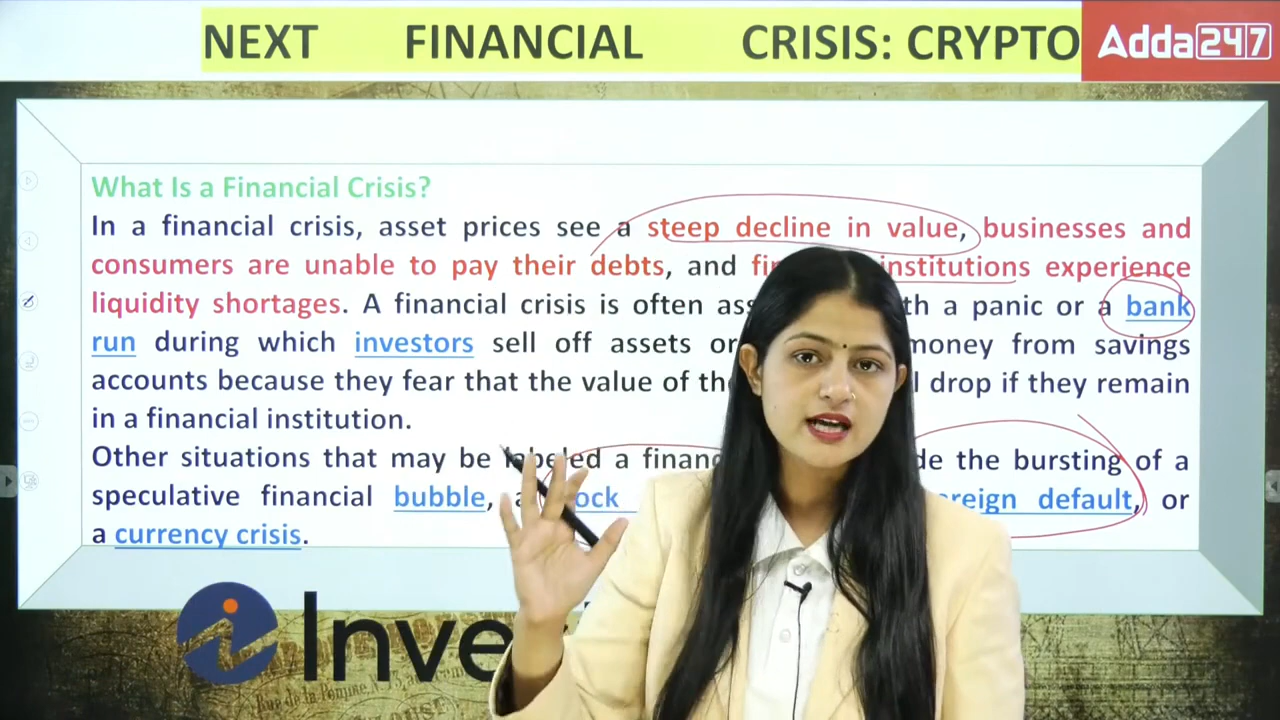 NEXT FINANCIAL CRISIS: CRYPTO
Adda247
What Is a Financial Crisis?
In a financial crisis, asset prices see a steep decline in value, businesses and
consumers are unable to pay their debts, and institutions experience
liquidity shortages. A financial crisis is often a panic or a bank
run during which investors sell off assets or money from savings
accounts because they fear that the value of drop if they remain
in a financial institution.
Other situations that may be labeled a the bursting of a
speculative financial bubble, a default, or
a currency crisis.